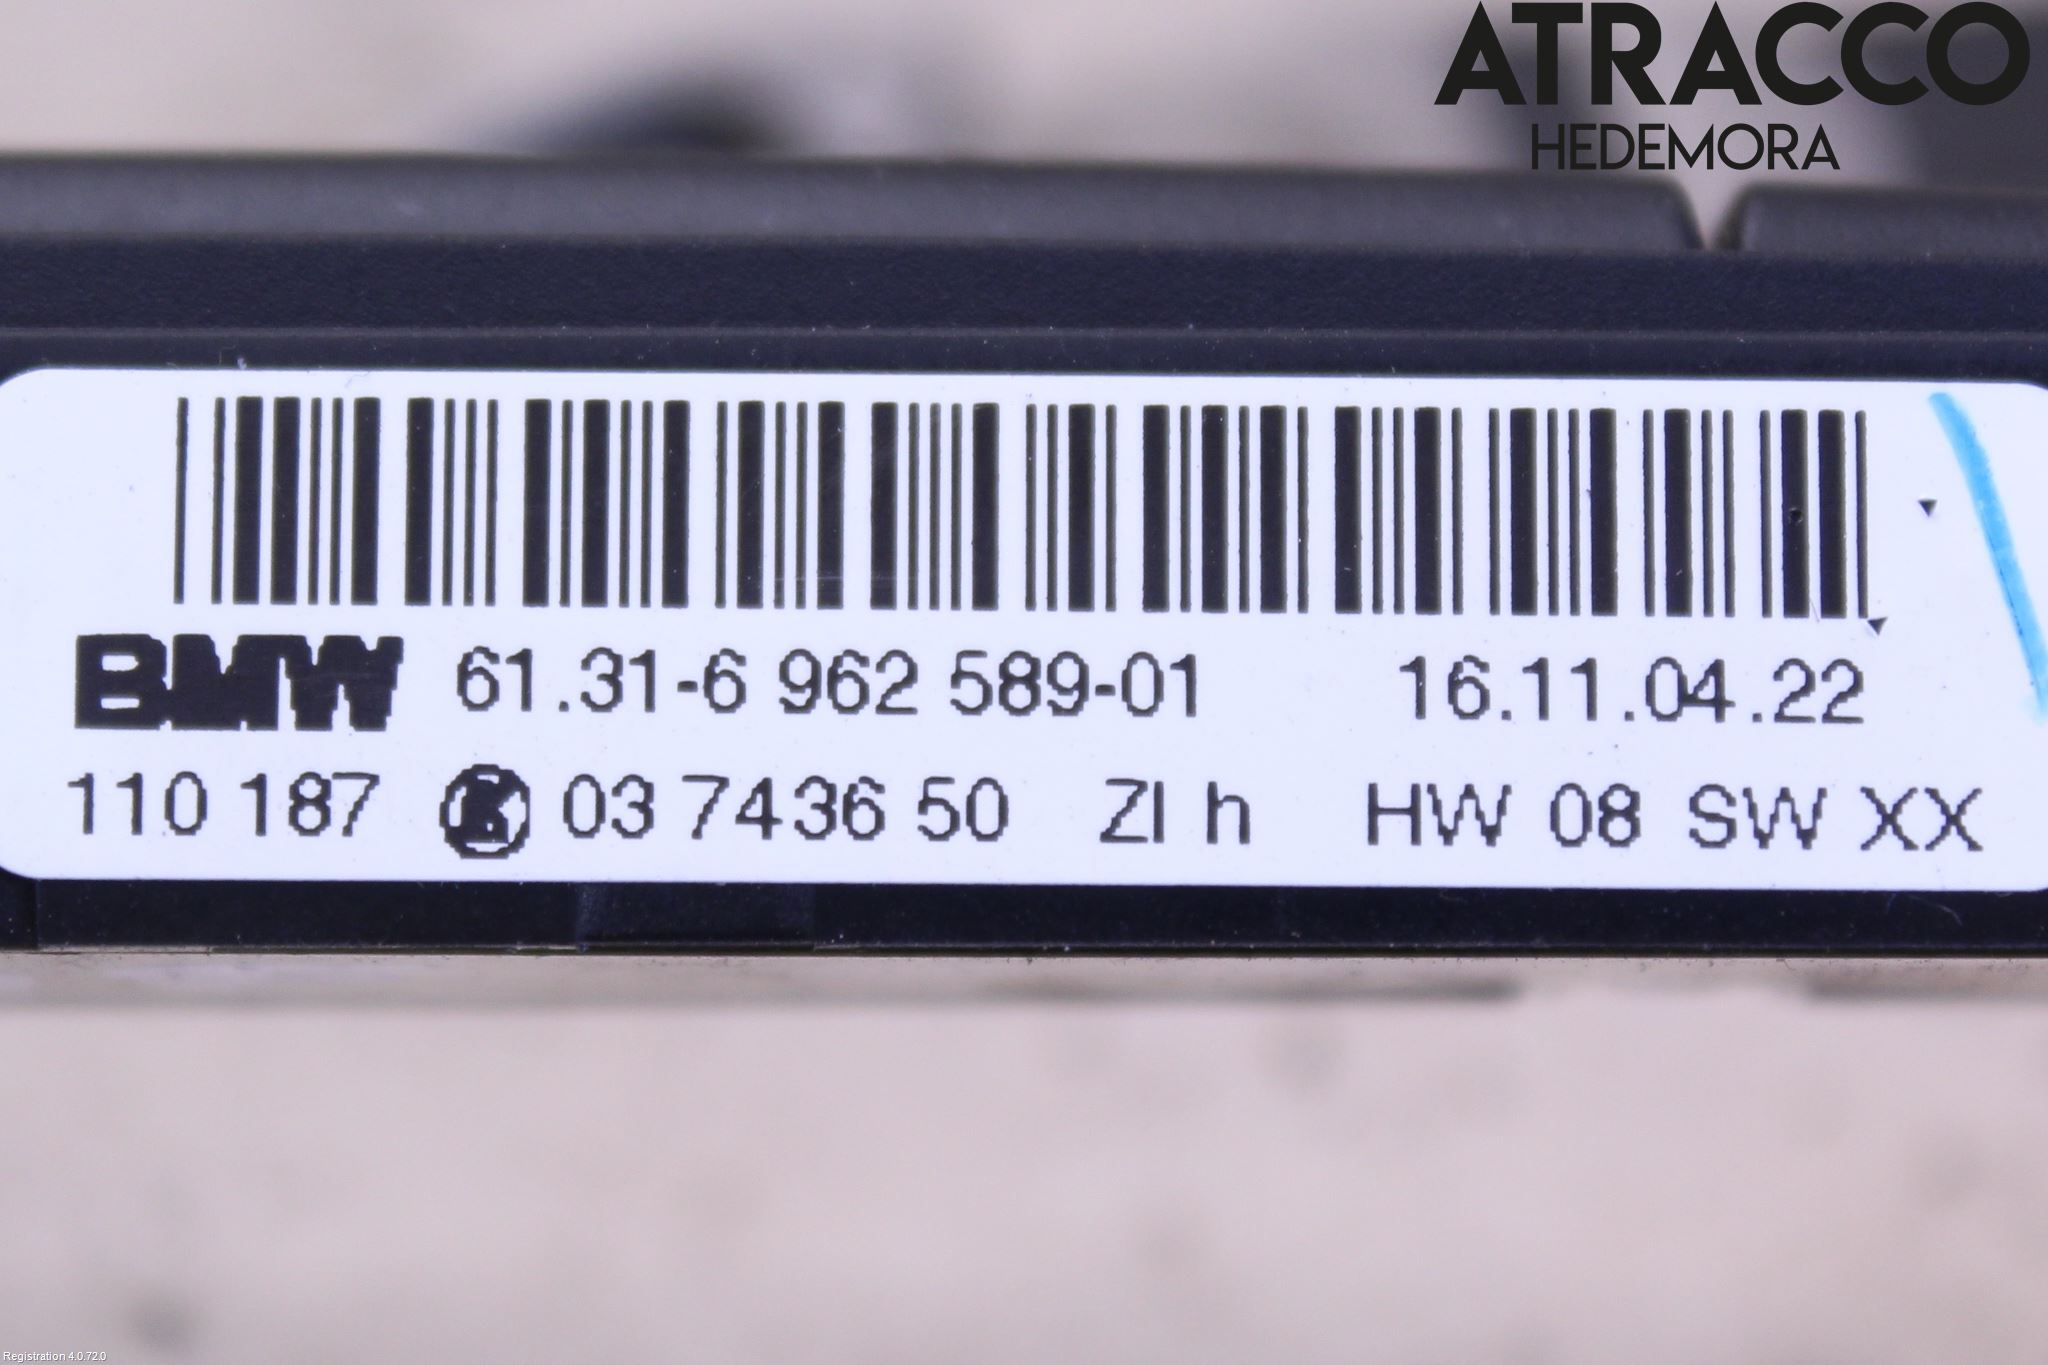 ATRACCO
HEDEMORA
BMW 61.31-6 962 589-01 16.11.04.22
110 187 K 03 7436 50 ZI h HW 08 SW XX
Registration 4.0.72.0